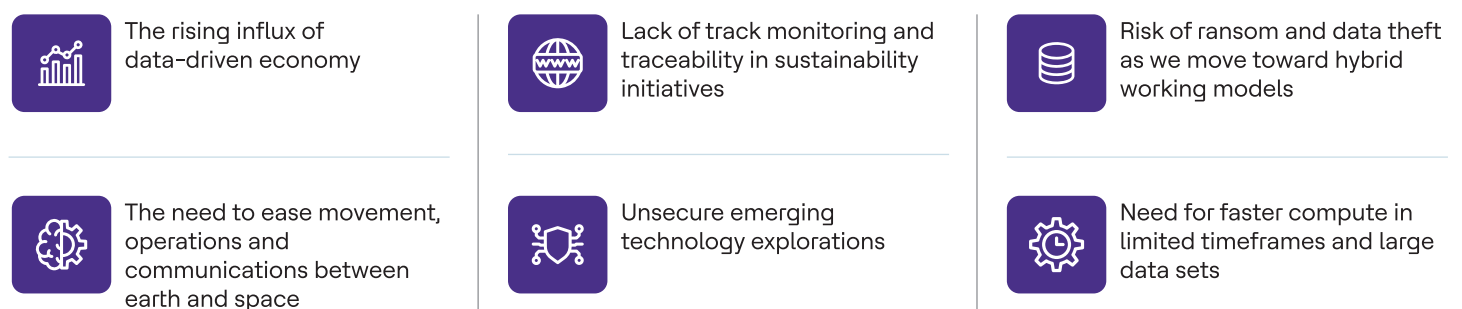 The rising influx of
data-driven economy
Lack of track monitoring and
traceability in sustainability
initiatives
Risk of ransom and data theft
as we move toward hybrid
working models
The need to ease movement,
operations and
communications between
earth and space
Unsecure emerging
technology explorations
Need for faster compute in
limited timeframes and large
data sets